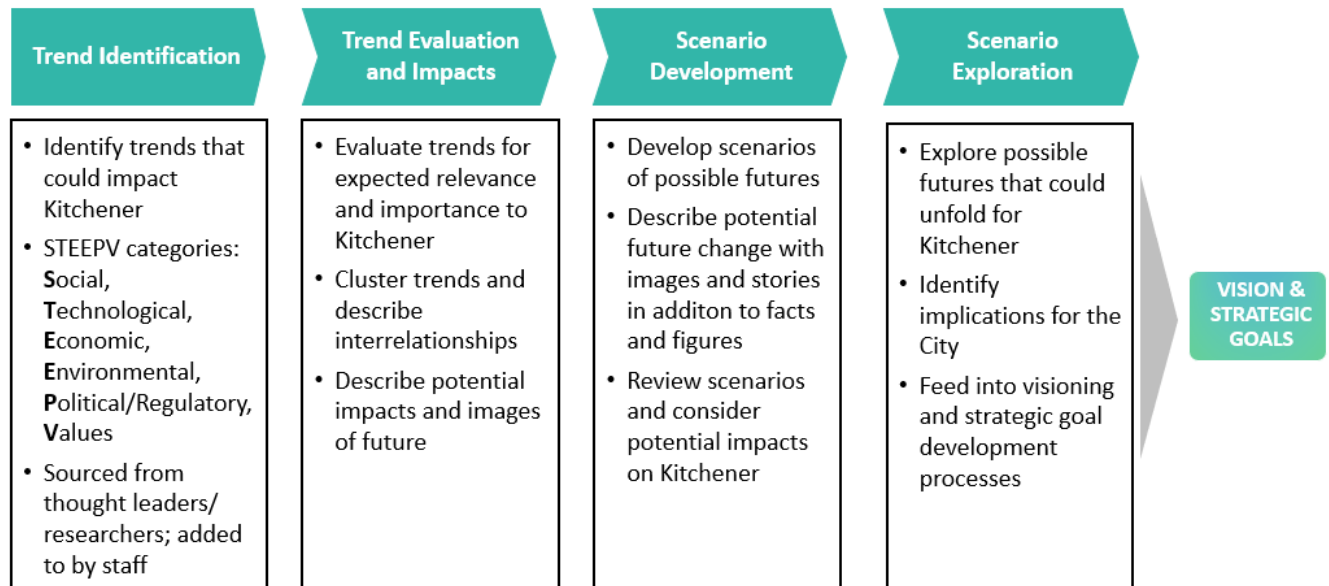 Trend Identification
Trend Evaluation
and Impacts
Scenario
Development
Scenario
Exploration
• Identify trends that
could impact
Kitchener
• STEEPV categories:
Social,
Technological,
Economic,
Environmental,
Political/Regulatory,
Values
• Sourced from
thought leaders/
researchers; added
to by staff
• Evaluate trends for
expected relevance
and importance to
Kitchener
• Cluster trends and
describe
interrelationships
• Describe potential
impacts and images
of future
• Develop scenarios
of possible futures
• Describe potential
future change with
images and stories
in additon to facts
and figures
• Review scenarios
and consider
potential impacts
on Kitchener
• Explore possible
futures that could
unfold for
Kitchener
• Identify
implications for the
City
• Feed into visioning
and strategic goal
development
processes
VISION &
STRATEGIC
GOALS